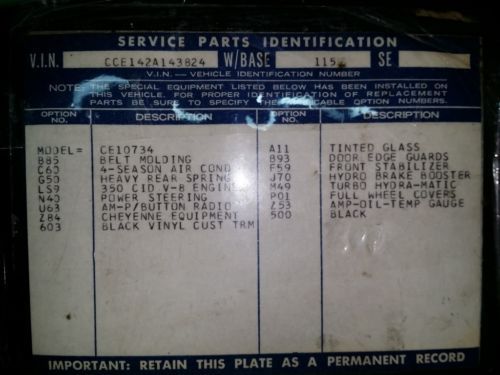 SERVICE PARTS IDENTIFICATION
V.I.N. CCE142A143824 W/BASE 115 SE
V.I.N. — VEHICLE IDENTIFICATION NUMBER
NOTE: THE SPECIAL EQUIPMENT LISTED BELOW HAS BEEN INSTALLED ON
THIS VEHICLE. FOR PROPER IDENTIFICATION OF REPLACEMENT
PARTS BE SURE TO SPECIFY THE APPLICABLE OPTION NUMBERS.
OPTION NO. DESCRIPTION OPTION NO. DESCRIPTION
MODEL= CE10734 A11 TINTED GLASS
B85 BELT MOLDING B93 DOOR EDGE GUARDS
C60 4-SEASON AIR COND F59 FRONT STABILIZER
G50 HEAVY REAR SPRING J70 HYDRO BRAKE BOOSTER
LS9 350 CID V-8 ENGINE M49 TURBO HYDRA-MATIC
N40 POWER STEERING P01 FULL WHEEL COVERS
U63 AM-P/BUTTON RADIO Z53 AMP-OIL-TEMP GAUGE
Z84 CHEYENNE EQUIPMENT 500 BLACK
603 BLACK VINYL CUST TRM
IMPORTANT: RETAIN THIS PLATE AS A PERMANENT RECORD